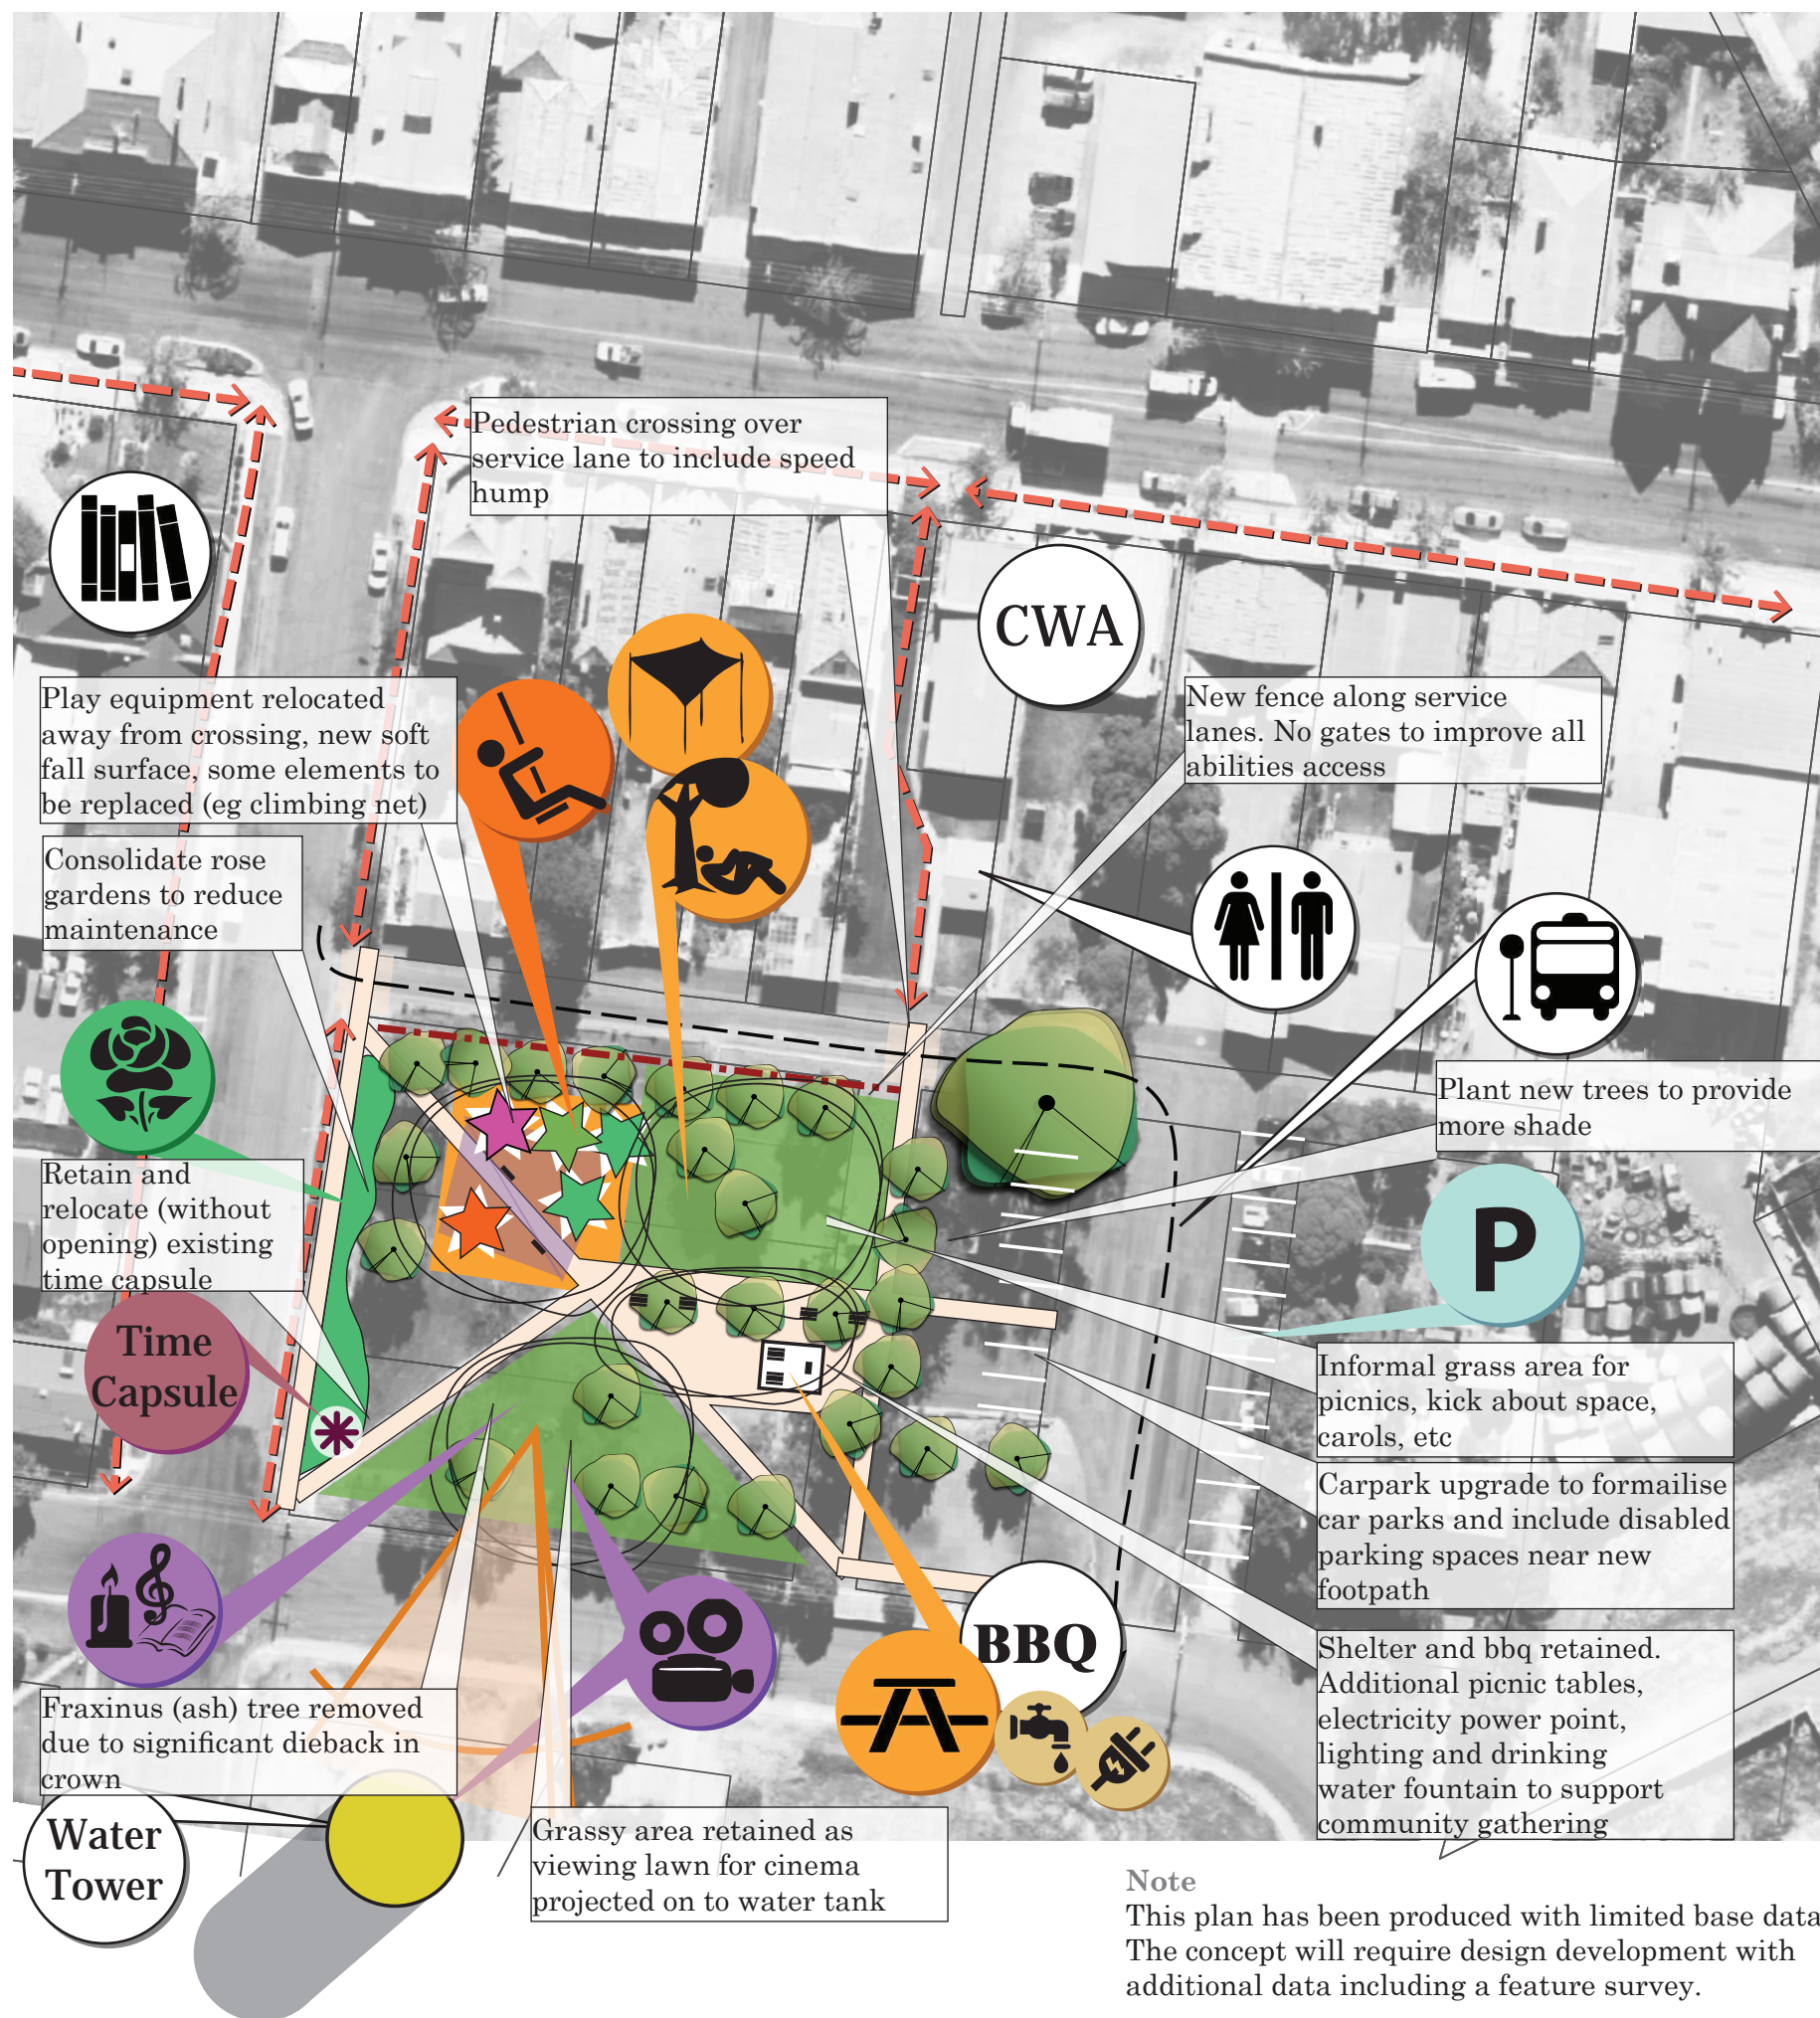 Pedestrian crossing over
service lane to include speed
hump
CWA
Play equipment relocated
away from crossing, new soft
fall surface, some elements to
be replaced (eg climbing net)
New fence along service
lanes. No gates to improve all
abilities access
Consolidate rose
gardens to reduce
maintenance
Plant new trees to provide
more shade
Retain and
relocate (without
opening) existing
time capsule
P
Time
Capsule
Informal grass area for
picnics, kick about space,
carols, etc
Carpark upgrade to formailise
car parks and include disabled
parking spaces near new
footpath
BBQ
Shelter and bbq retained.
Additional picnic tables,
electricity power point,
lighting and drinking
water fountain to support
community gathering
Fraxinus (ash) tree removed
due to significant dieback in
crown
Water
Tower
Grassy area retained as
viewing lawn for cinema
projected on to water tank
Note
This plan has been produced with limited base data
The concept will require design development with
additional data including a feature survey.